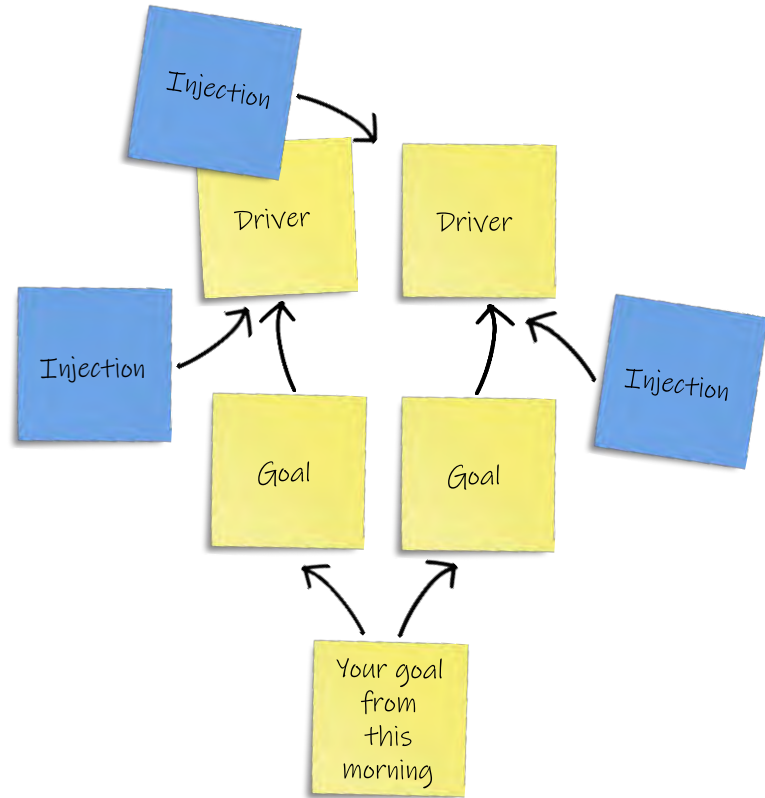 Injection
Driver
Driver
Injection
Injection
Goal
Goal
Your goal
from
this
morning